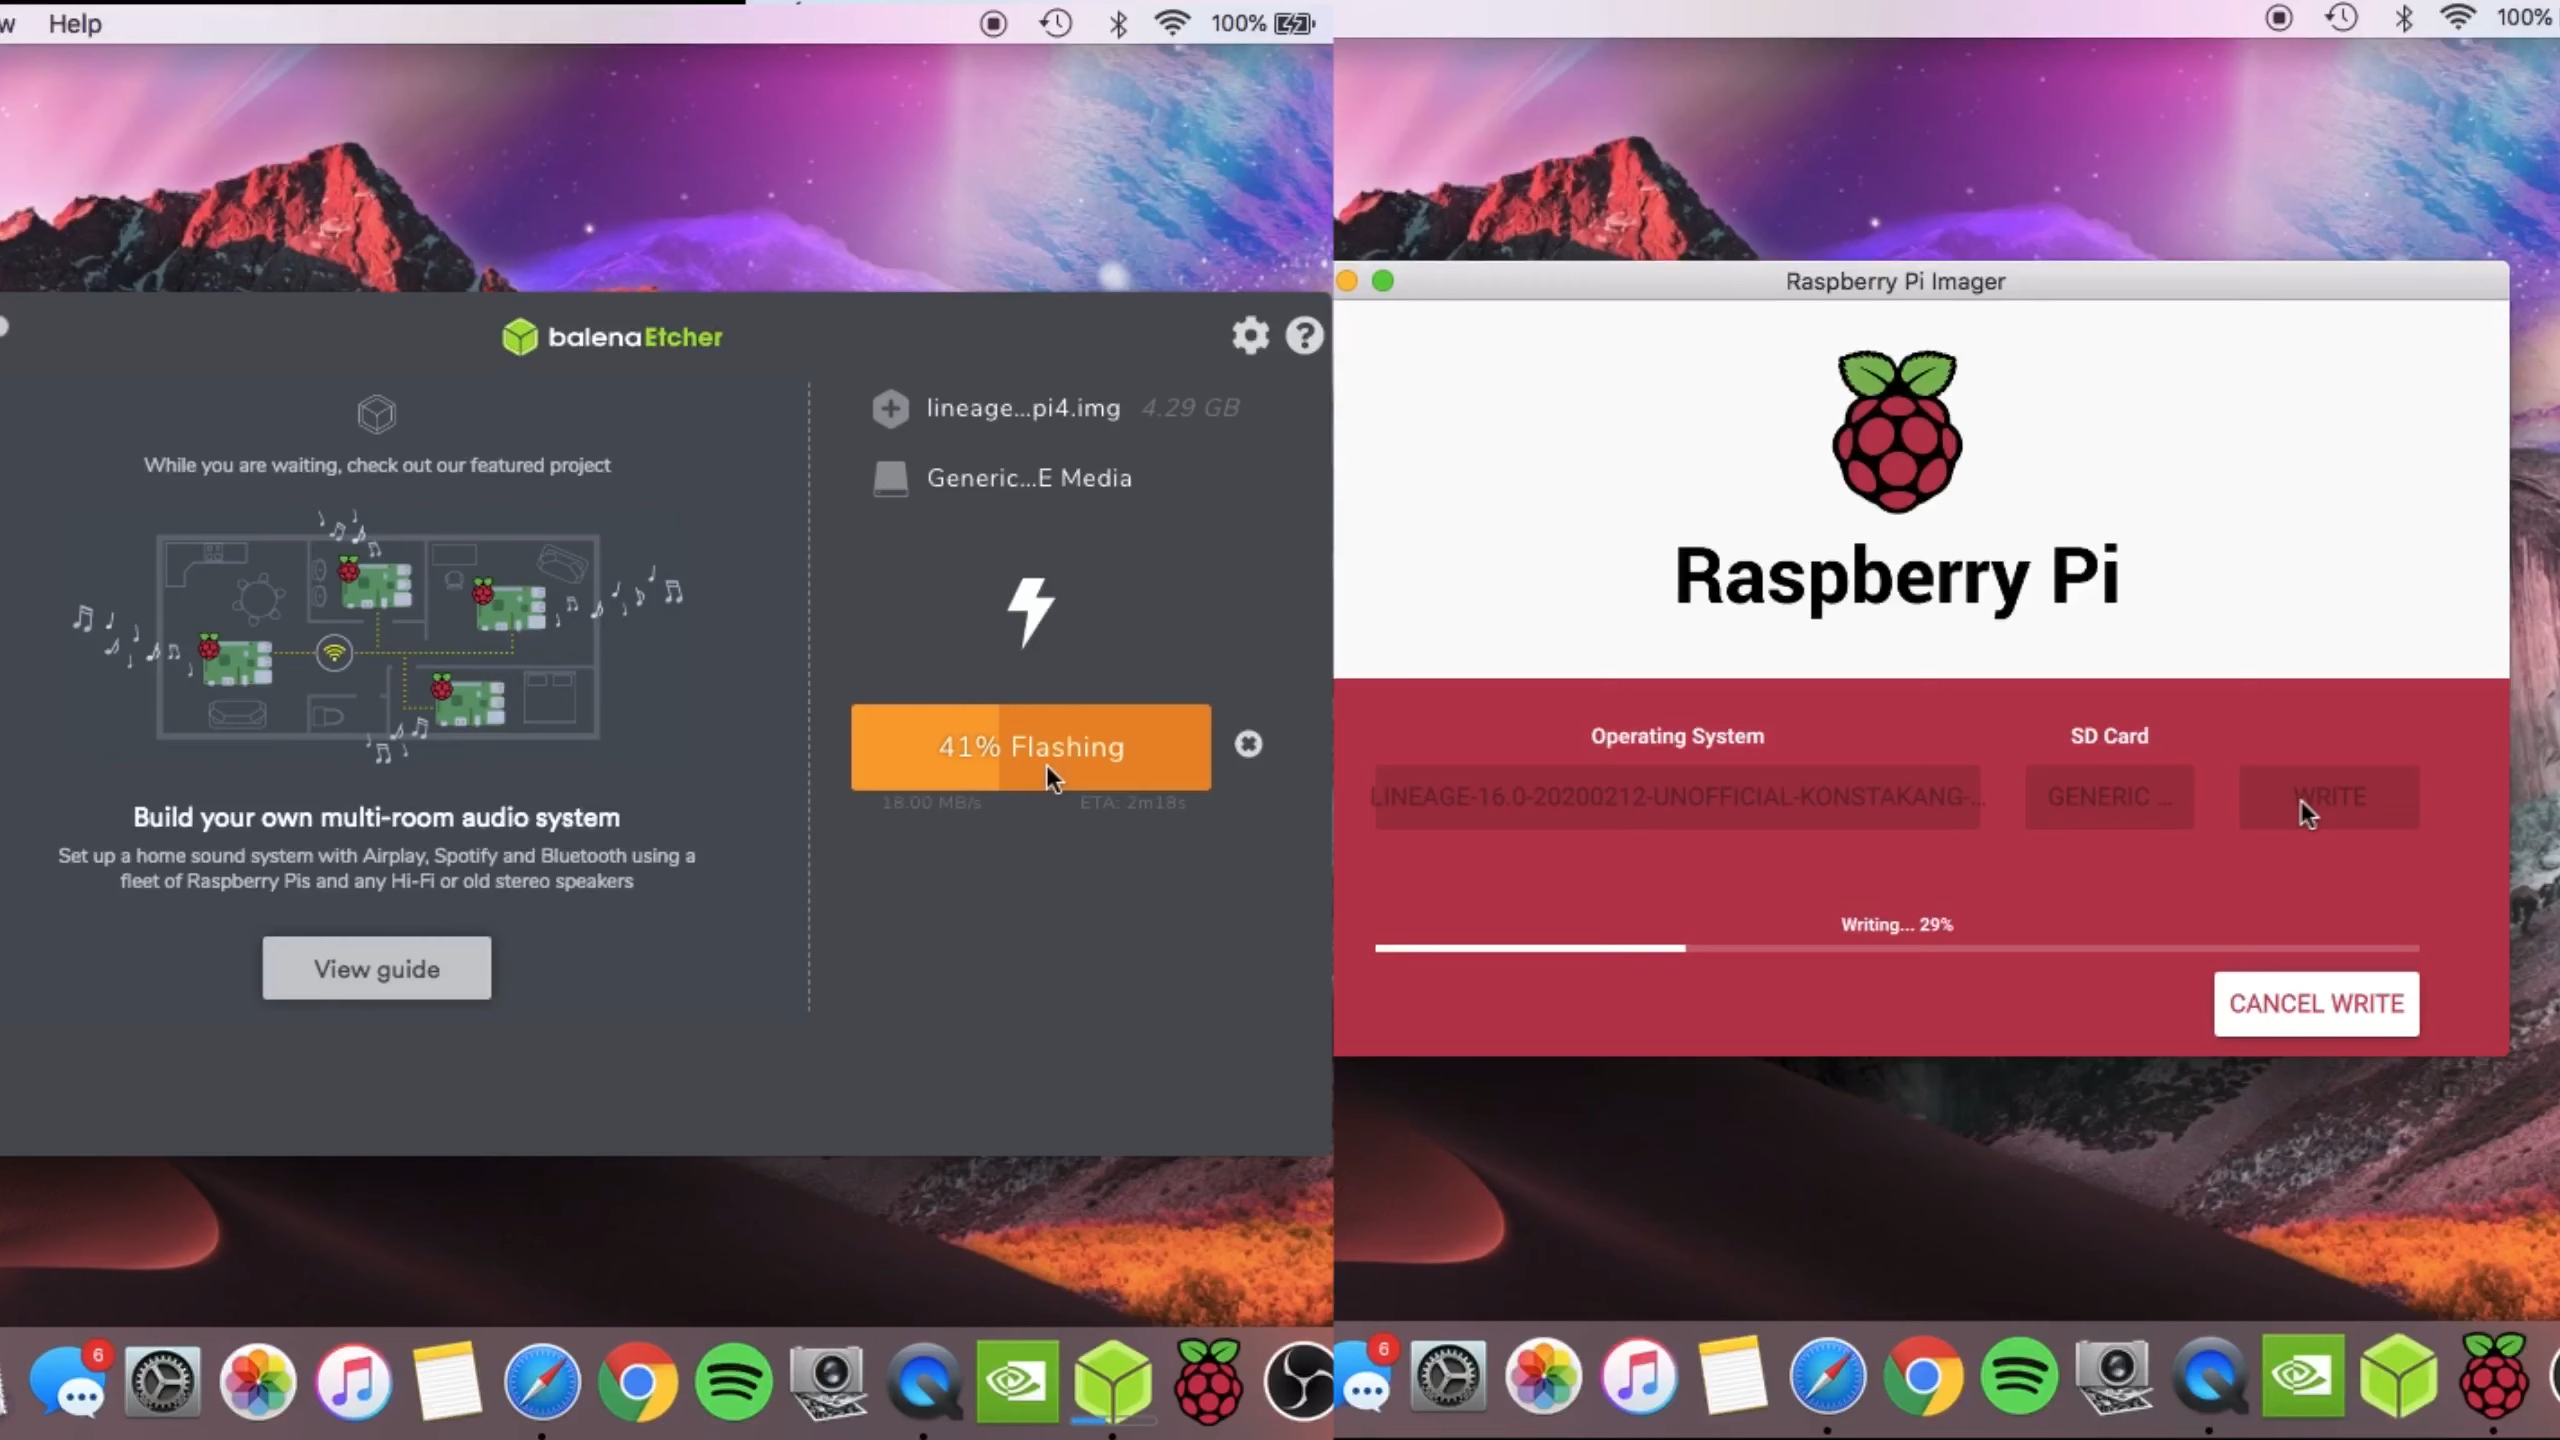 w Help
100%
balenaEtcher
While you are waiting, check out our featured project
Build your own multi-room audio system
Set up a home sound system with Airplay, Spotify and Bluetooth using a
fleet of Raspberry Pis and any Hi-Fi or old stereo speakers
View guide
lineage...pi4.img 4.29 GB
Generic...E Media
41% Flashing
18.00 MB/s ETA: 2m18s
6
100%
Raspberry Pi Imager
Raspberry Pi
Operating System SD Card
LINEAGE-16.0-20200212-UNOFFICIAL-KONSTAKANG-... GENERIC ... WRITE
Writing... 29%
CANCEL WRITE
6